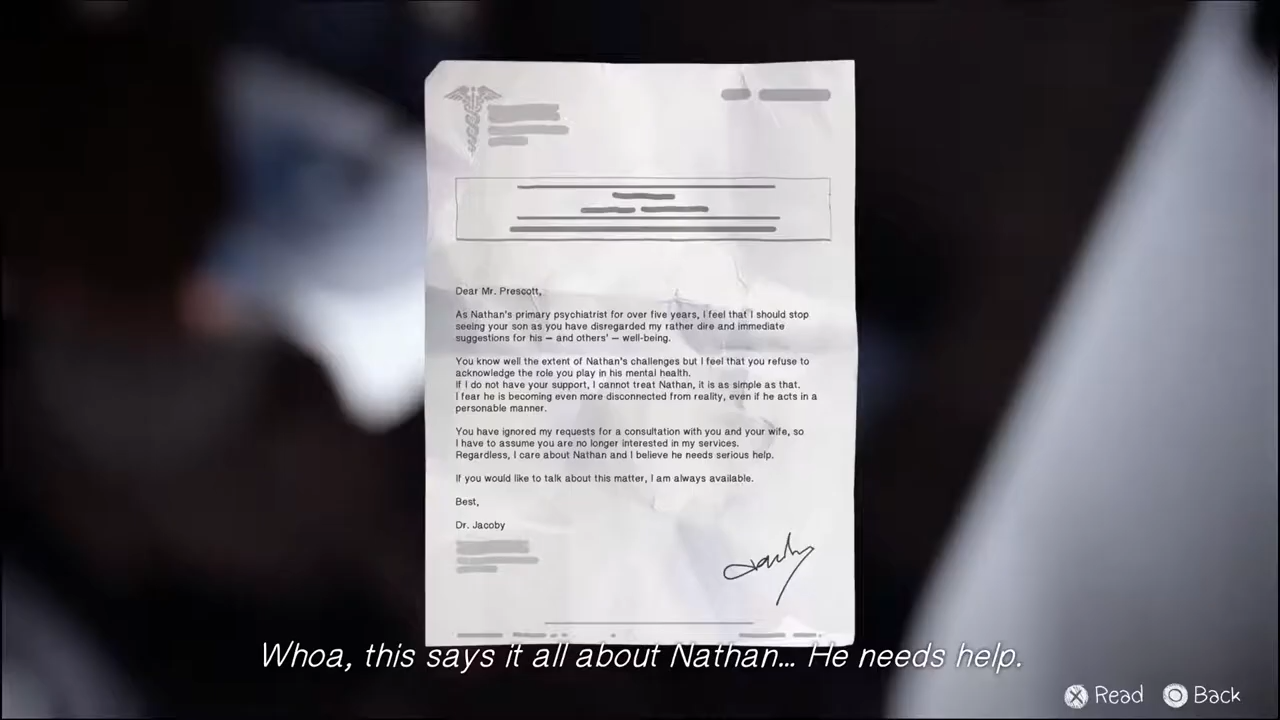 Dear Mr. Prescott,
As Nathan's primary psychiatrist for over five years, I feel that I should stop
seeing your son as you have disregarded my rather dire and immediate
suggestions for his — and others' — well-being.
You know well the extent of Nathan's challenges but I feel that you refuse to
acknowledge the role you play in his mental health.
If I do not have your support, I cannot treat Nathan, it is as simple as that.
I fear he is becoming even more disconnected from reality, even if he acts in a
personable manner.
You have ignored my requests for a consultation with you and your wife, so
I have to assume you are no longer interested in my services.
Regardless, I care about Nathan and I believe he needs serious help.
If you would like to talk about this matter, I am always available.
Best,
Dr. Jacoby
Whoa, this says it all about Nathan... He needs help.
Read Back